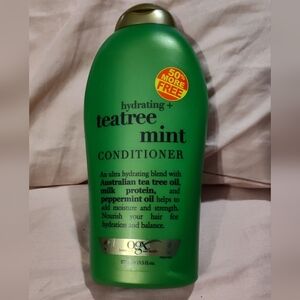 50%
MORE
FREE
hydrating +
teatree
mint
CONDITIONER
An ultra hydrating blend with
Australian tea tree oil,
milk protein, and
peppermint oil helps to
add moisture and strength.
Nourish your hair for
hydration and balance.
ogx